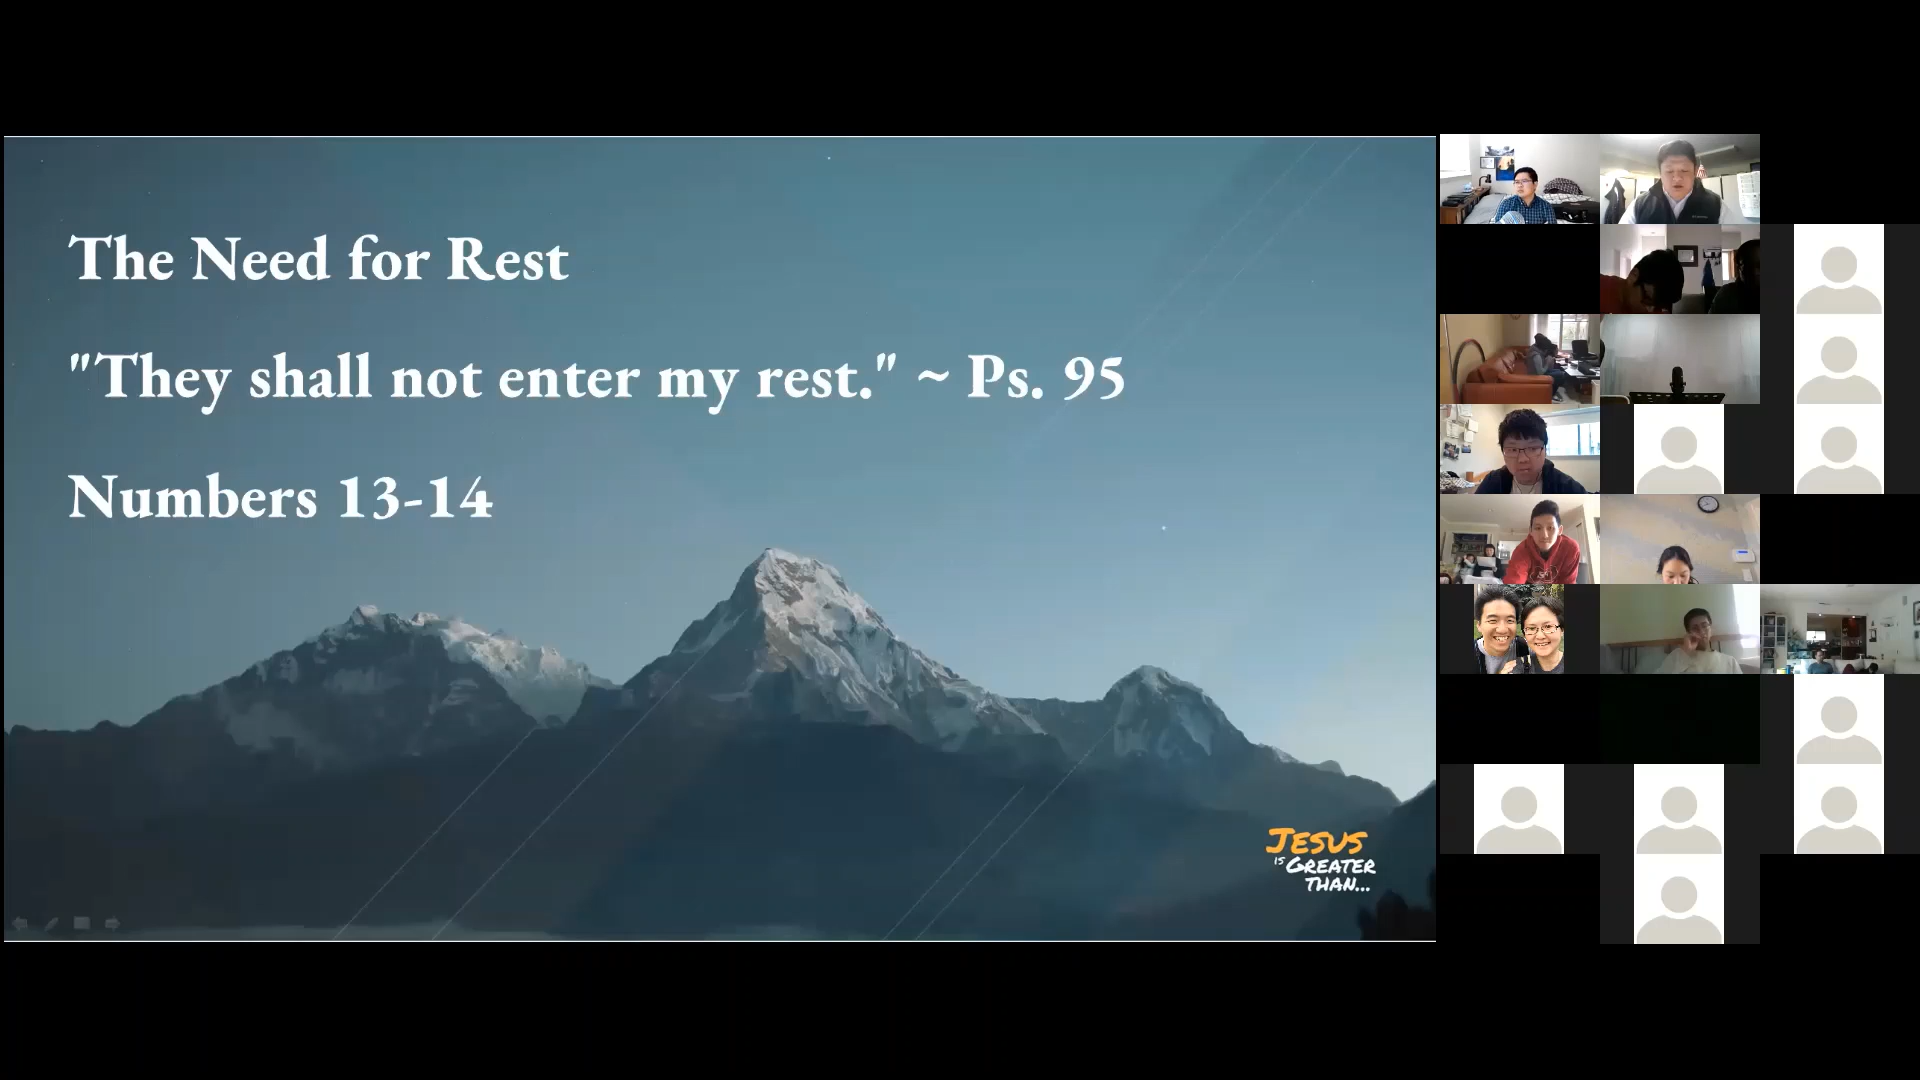 The Need for Rest
"They shall not enter my rest." ~ Ps. 95
Numbers 13-14
JESUS
IS GREATER
THAN...